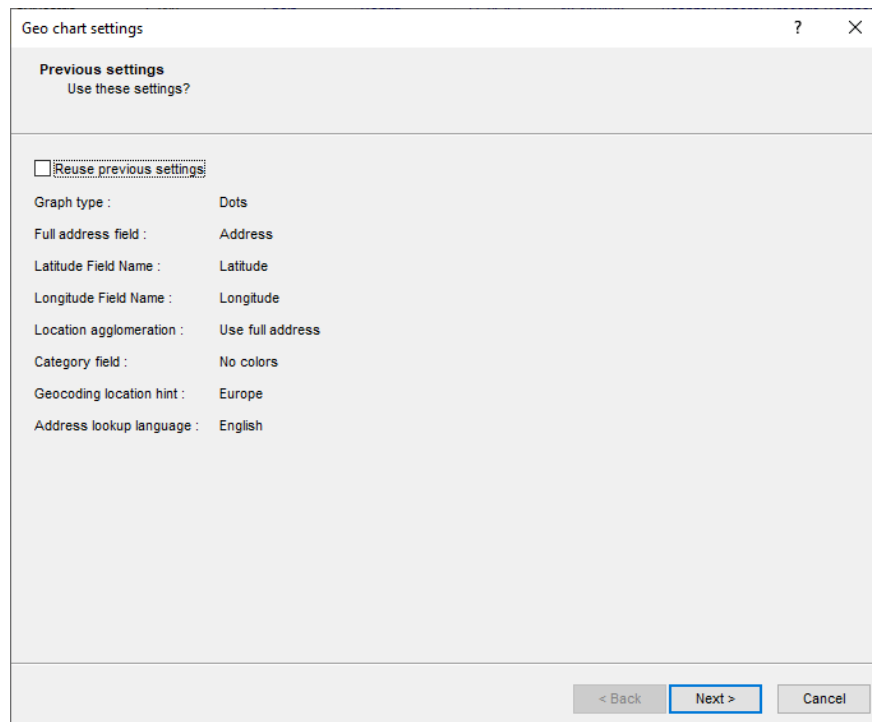 Geo chart settings ?
Previous settings
Use these settings?
Reuse previous settings
Graph type : Dots
Full address field : Address
Latitude Field Name : Latitude
Longitude Field Name : Longitude
Location agglomeration : Use full address
Category field : No colors
Geocoding location hint : Europe
Address lookup language : English
< Back Next > Cancel